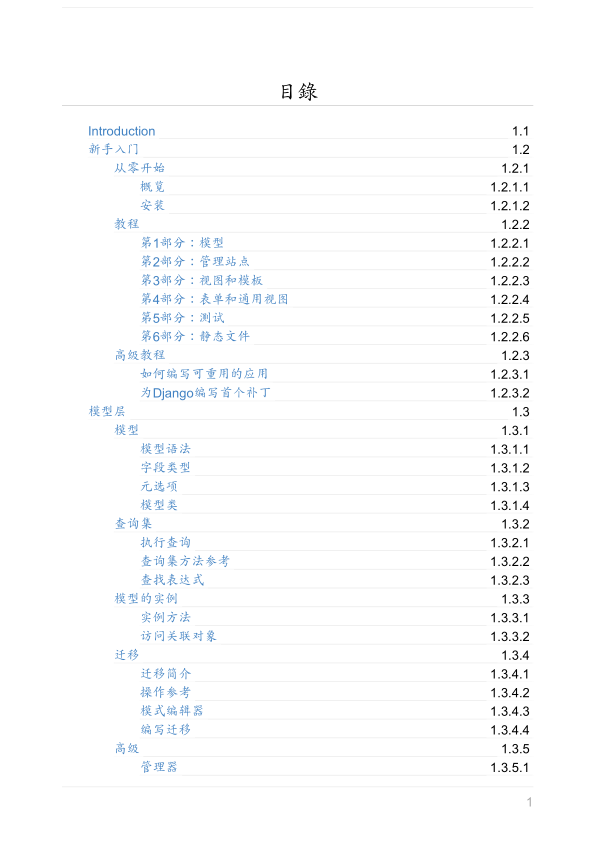 目錄
Introduction 1.1
新手入门 1.2
从零开始 1.2.1
概览 1.2.1.1
安装 1.2.1.2
教程 1.2.2
第1部分：模型 1.2.2.1
第2部分：管理站点 1.2.2.2
第3部分：视图和模板 1.2.2.3
第4部分：表单和通用视图 1.2.2.4
第5部分：测试 1.2.2.5
第6部分：静态文件 1.2.2.6
高级教程 1.2.3
如何编写可重用的应用 1.2.3.1
为Django编写首个补丁 1.2.3.2
模型层 1.3
模型 1.3.1
模型语法 1.3.1.1
字段类型 1.3.1.2
元选项 1.3.1.3
模型类 1.3.1.4
查询集 1.3.2
执行查询 1.3.2.1
查询集方法参考 1.3.2.2
查找表达式 1.3.2.3
模型的实例 1.3.3
实例方法 1.3.3.1
访问关联对象 1.3.3.2
迁移 1.3.4
迁移简介 1.3.4.1
操作参考 1.3.4.2
模式编辑器 1.3.4.3
编写迁移 1.3.4.4
高级 1.3.5
管理器 1.3.5.1
1